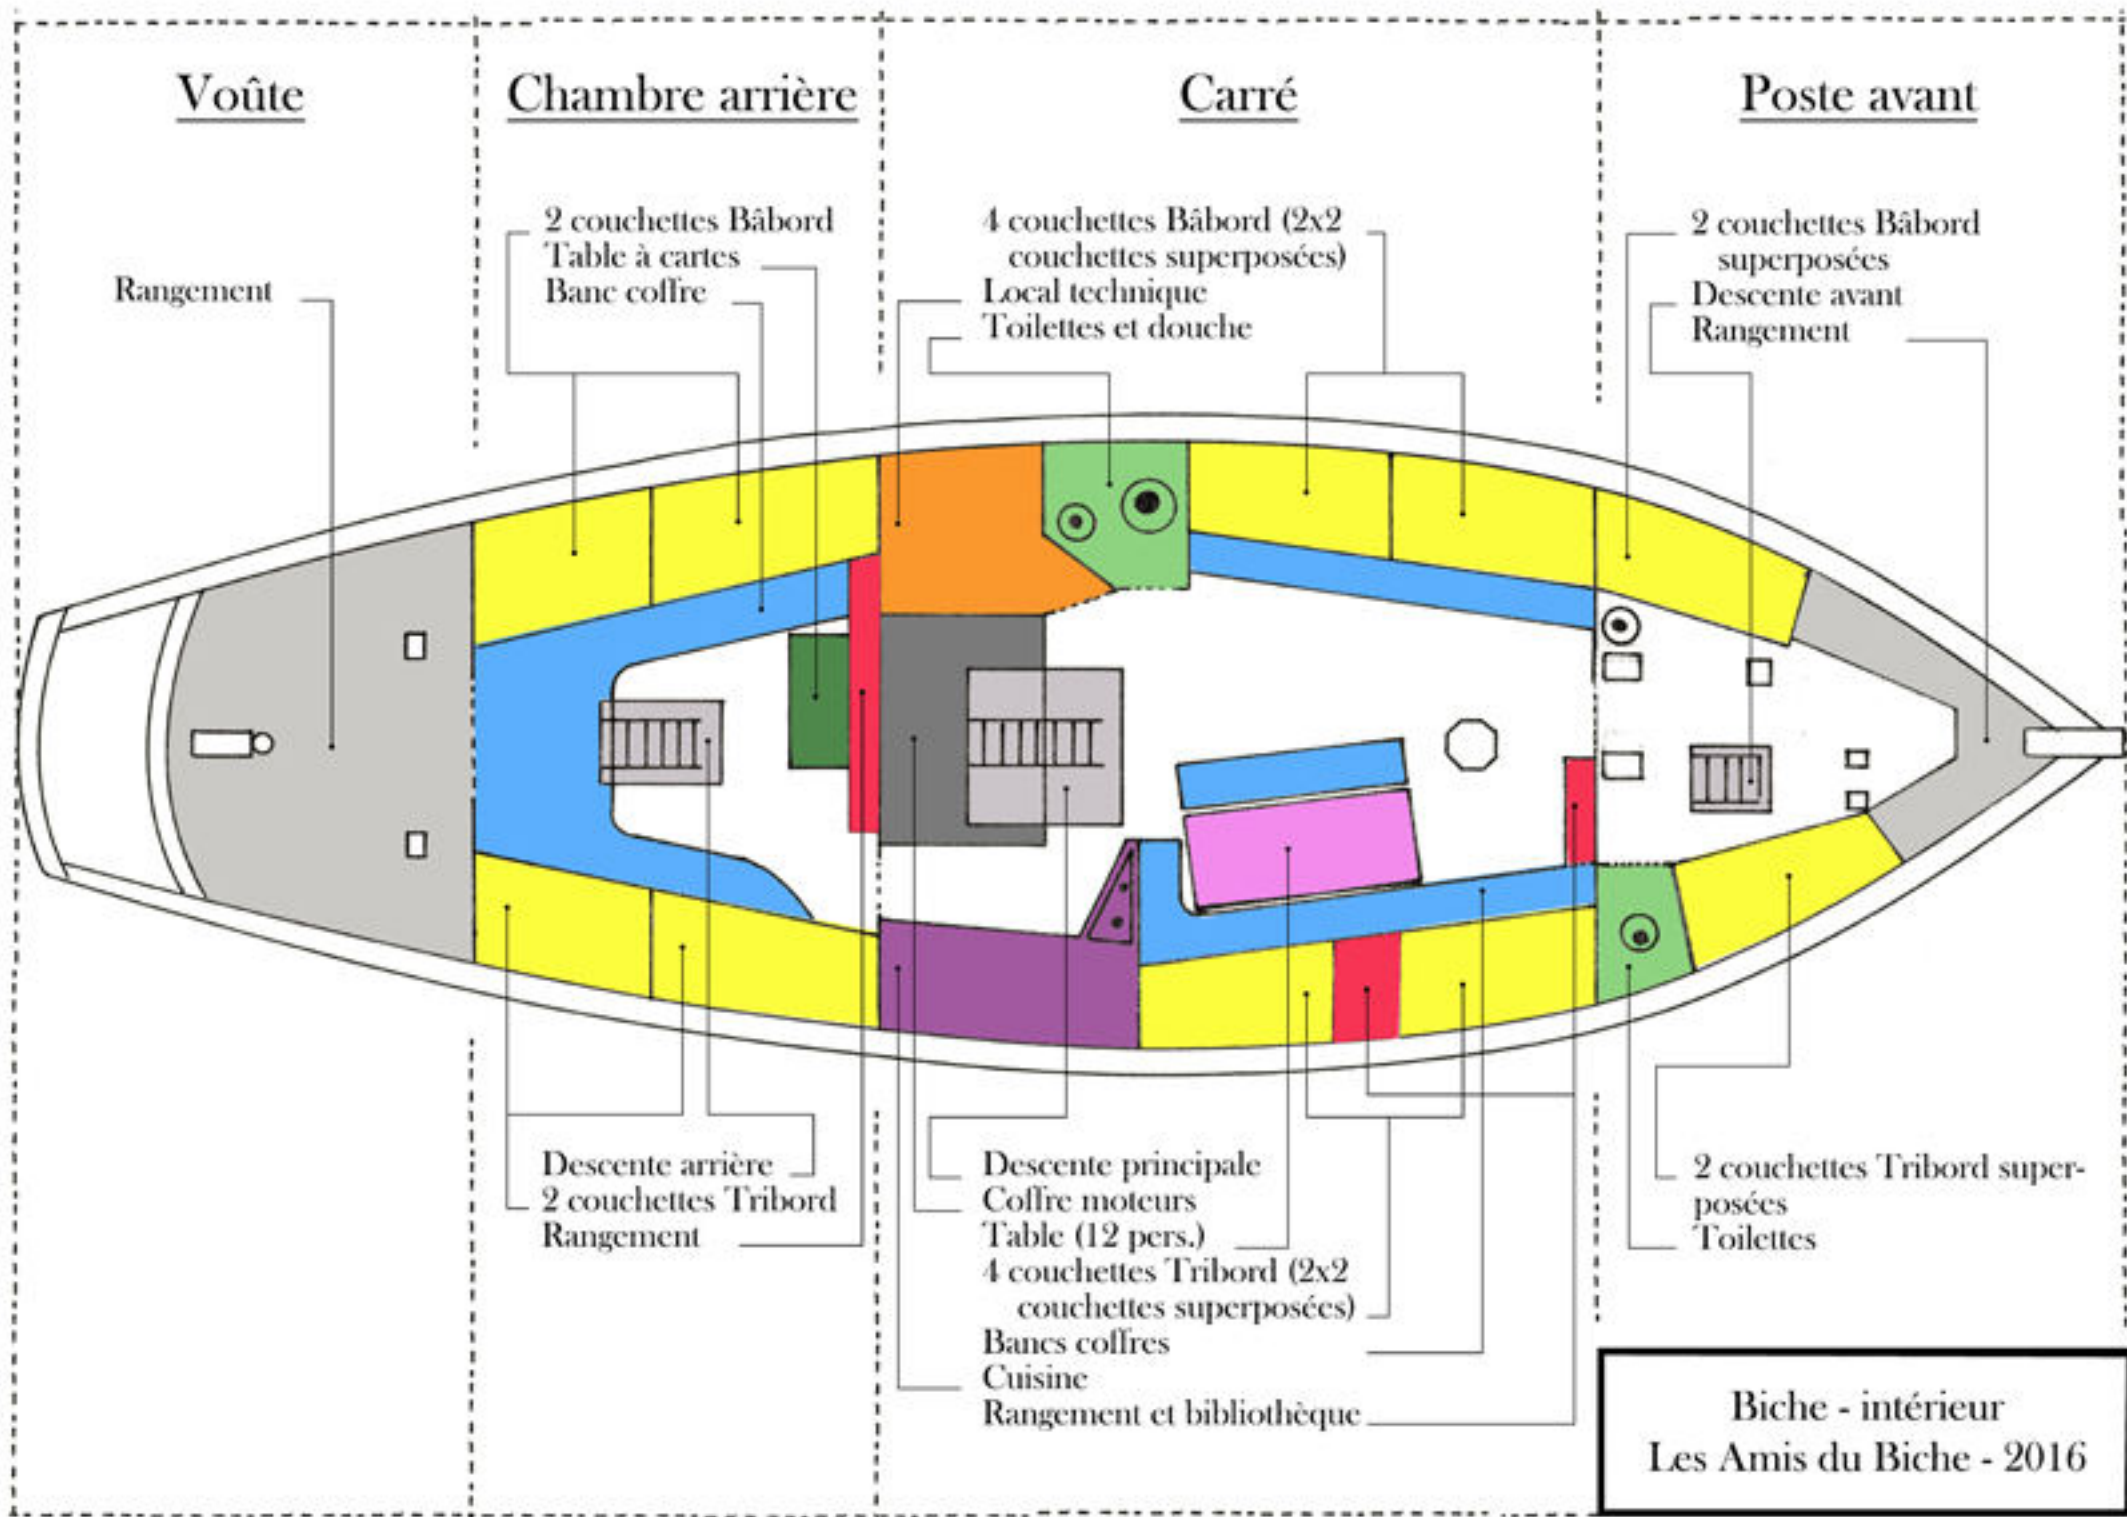 Voûte
Chambre arrière
Carré
Poste avant
Rangement
2 couchettes Bâbord
Table à cartes
Banc coffre
4 couchettes Bâbord (2x2
couchettes superposées)
Local technique
Toilettes et douche
2 couchettes Bâbord
superposées
Descente avant
Rangement
Descente arrière
2 couchettes Tribord
Rangement
Descente principale
Coffre moteurs
Table (12 pers.)
4 couchettes Tribord (2x2
couchettes superposées)
Bancs coffres
Cuisine
Rangement et bibliothèque
2 couchettes Tribord super-
posées
Toilettes
Biche - intérieur
Les Amis du Biche - 2016